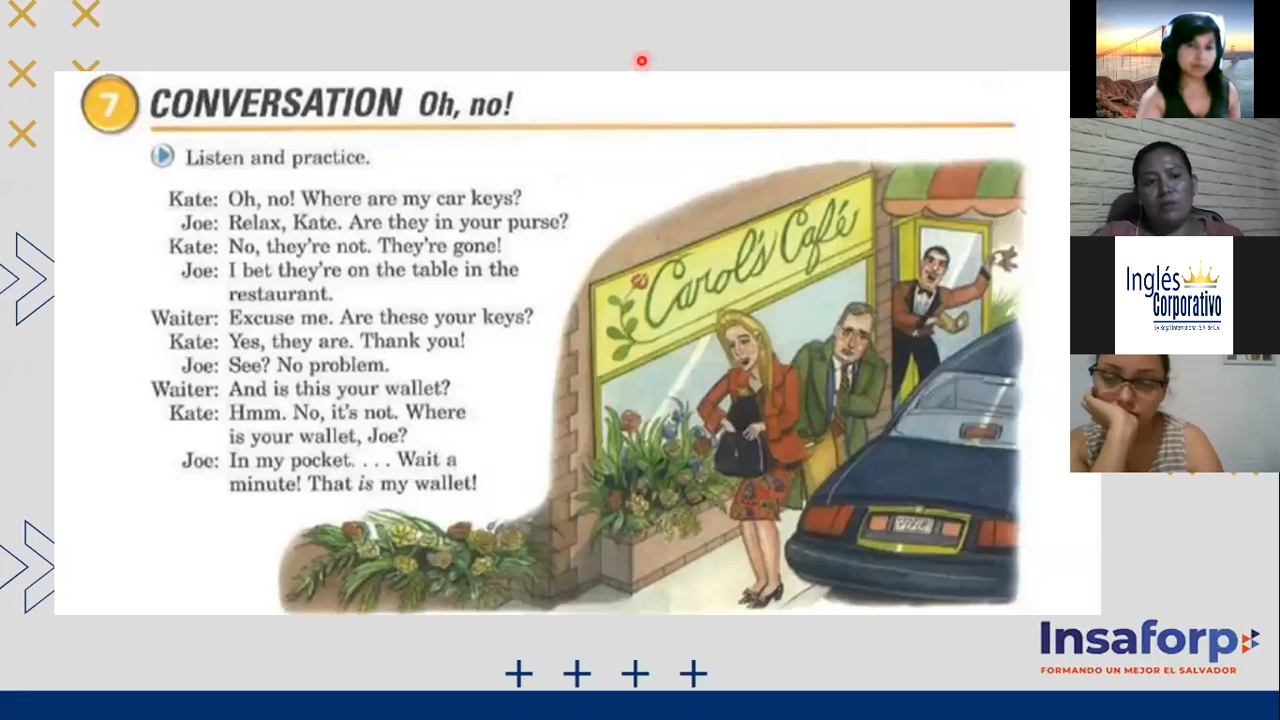 7 CONVERSATION Oh, no!
Listen and practice.
Kate: Oh, no! Where are my car keys?
Joe: Relax, Kate. Are they in your purse?
Kate: No, they're not. They're gone!
Joe: I bet they're on the table in the
restaurant.
Waiter: Excuse me. Are these your keys?
Kate: Yes, they are. Thank you!
Joe: See? No problem.
Waiter: And is this your wallet?
Kate: Hmm. No, it's not. Where
is your wallet, Joe?
Joe: In my pocket. . . . Wait a
minute! That is my wallet!
Carol's Café
Inglés
Corporativo
Insaforp
FORMANDO UN MEJOR EL SALVADOR